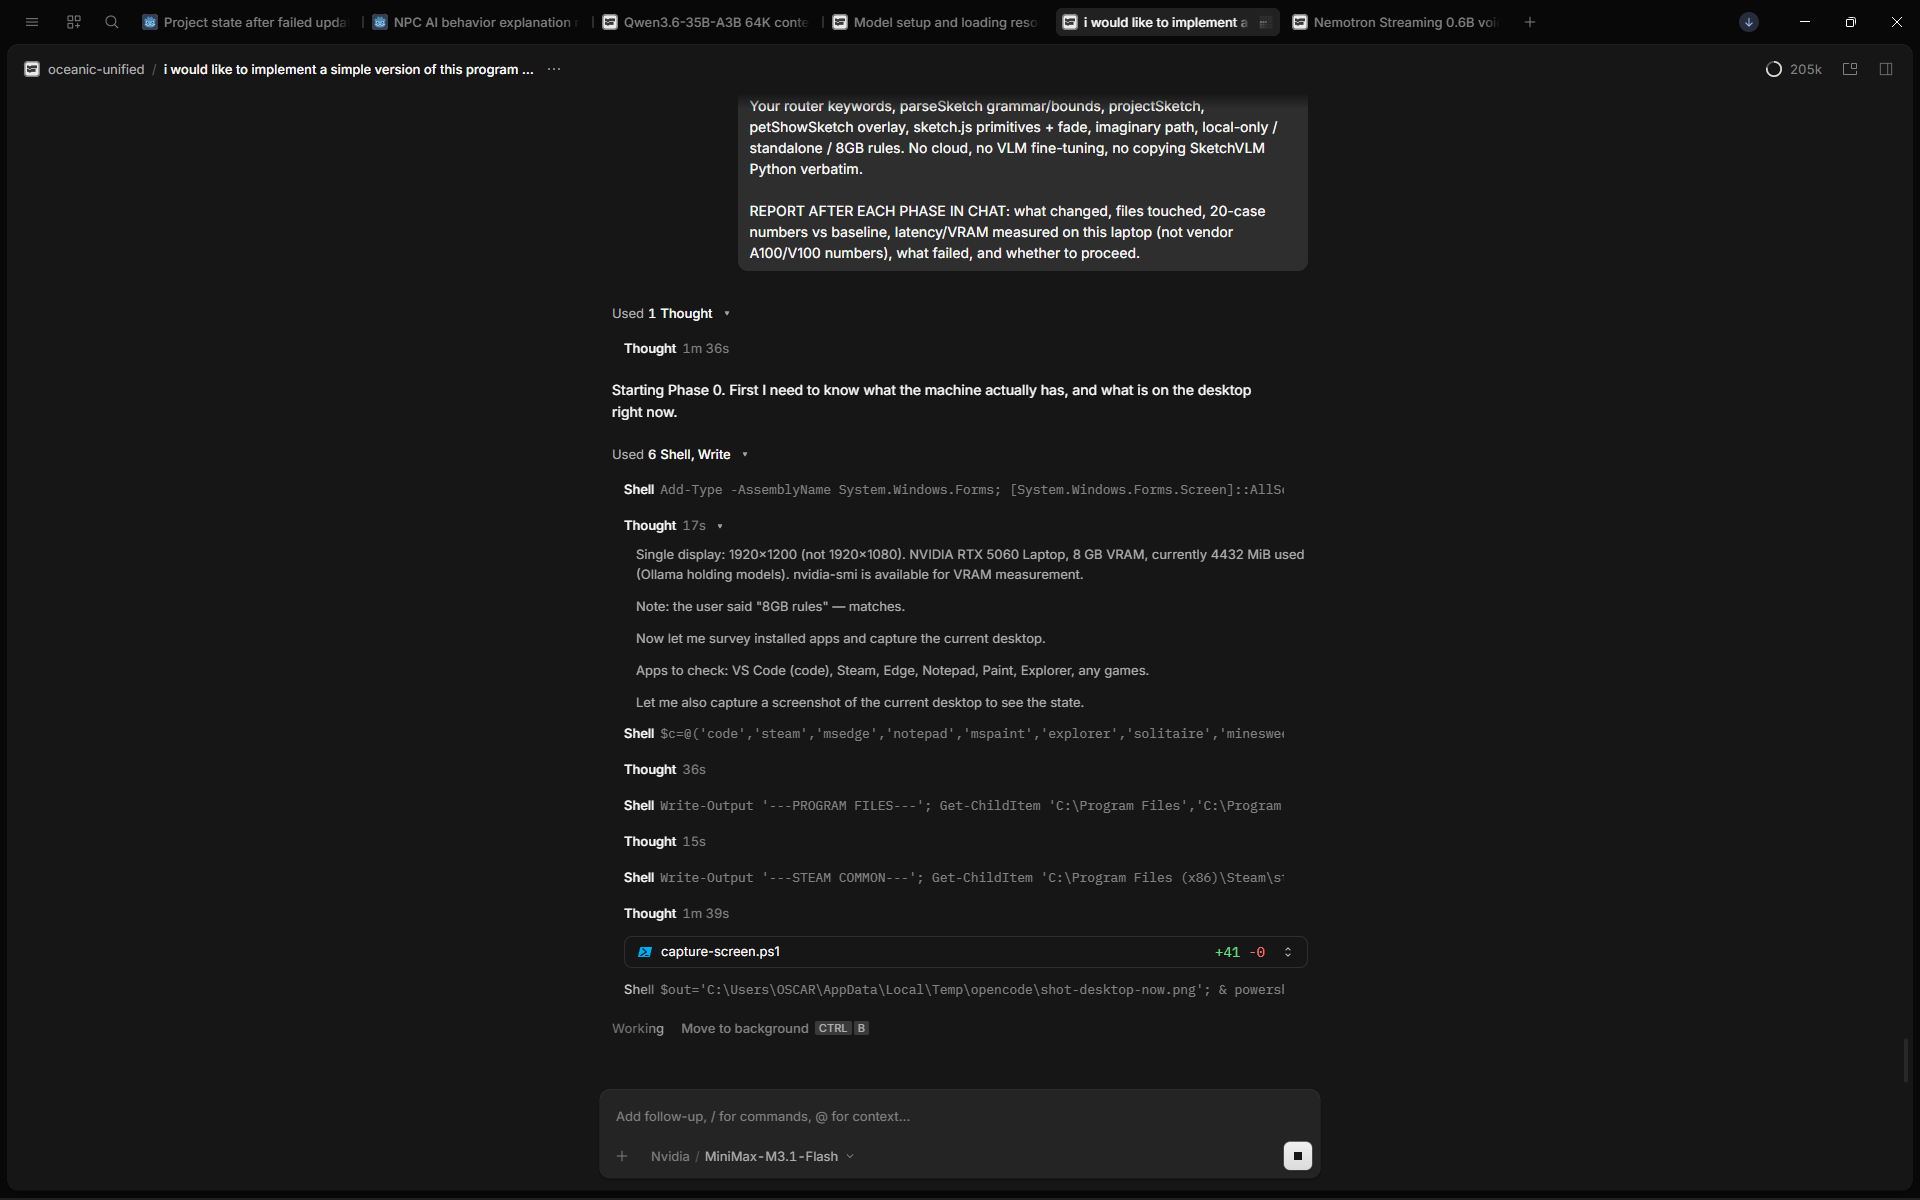 Project state after failed upda
NPC AI behavior explanation
Qwen3.6-35B-A3B 64K conte
Model setup and loading reso
i would like to implement a
Nemotron Streaming 0.6B voi
oceanic-unified / i would like to implement a simple version of this program ... ...
205k
Your router keywords, parseSketch grammar/bounds, projectSketch,
petShowSketch overlay, sketch.js primitives + fade, imaginary path, local-only /
standalone / 8GB rules. No cloud, no VLM fine-tuning, no copying SketchVLM
Python verbatim.
REPORT AFTER EACH PHASE IN CHAT: what changed, files touched, 20-case
numbers vs baseline, latency/VRAM measured on this laptop (not vendor
A100/V100 numbers), what failed, and whether to proceed.
Used 1 Thought
Thought 1m 36s
Starting Phase 0. First I need to know what the machine actually has, and what is on the desktop
right now.
Used 6 Shell, Write
Shell Add-Type -AssemblyName System.Windows.Forms; [System.Windows.Forms.Screen]::AllSc
Thought 17s
Single display: 1920×1200 (not 1920×1080). NVIDIA RTX 5060 Laptop, 8 GB VRAM, currently 4432 MiB used
(Ollama holding models). nvidia-smi is available for VRAM measurement.
Note: the user said "8GB rules" — matches.
Now let me survey installed apps and capture the current desktop.
Apps to check: VS Code (code), Steam, Edge, Notepad, Paint, Explorer, any games.
Let me also capture a screenshot of the current desktop to see the state.
Shell $c=@('code','steam','msedge','notepad','mspaint','explorer','solitaire','mineswee
Thought 36s
Shell Write-Output '---PROGRAM FILES---'; Get-ChildItem 'C:\Program Files','C:\Program
Thought 15s
Shell Write-Output '---STEAM COMMON---'; Get-ChildItem 'C:\Program Files (x86)\Steam\st
Thought 1m 39s
capture-screen.ps1 +41 -0
Shell $out='C:\Users\OSCAR\AppData\Local\Temp\opencode\shot-desktop-now.png'; & powersh
Working Move to background CTRL B
Add follow-up, / for commands, @ for context...
Nvidia / MiniMax-M3.1-Flash